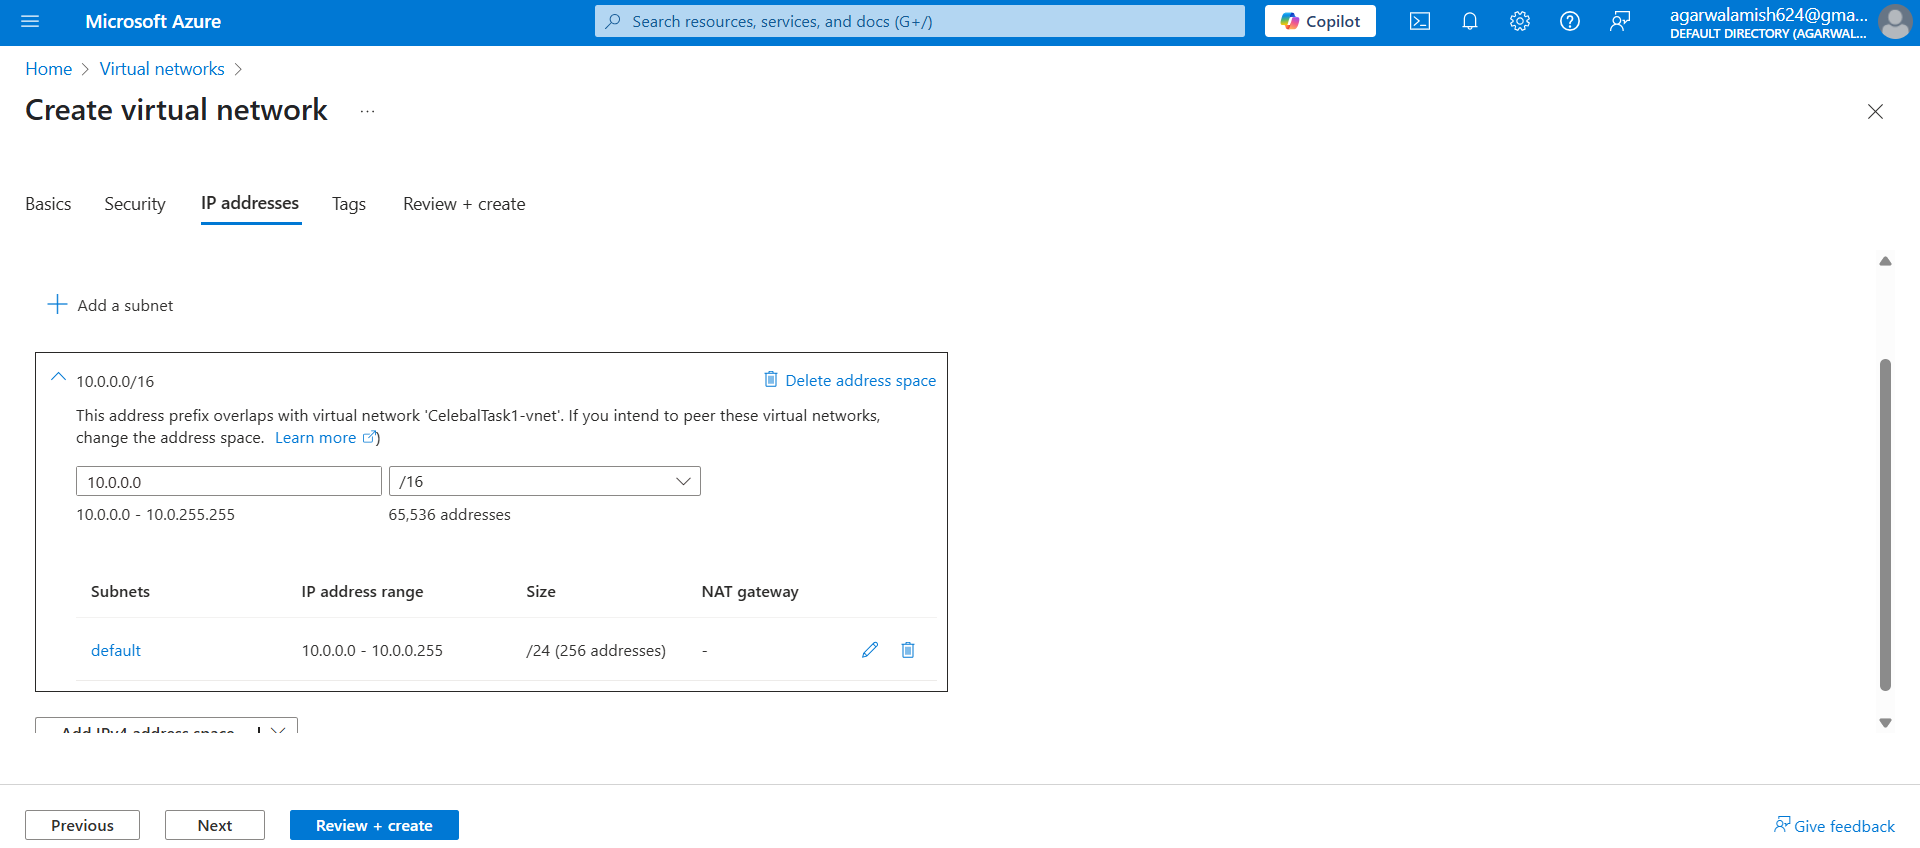 Microsoft Azure
Search resources, services, and docs (G+/)
Copilot
agarwalamish624@gma...
DEFAULT DIRECTORY (AGARWAL...
Home > Virtual networks >
Create virtual network ...
Basics Security IP addresses Tags Review + create
+ Add a subnet
10.0.0.0/16
Delete address space
This address prefix overlaps with virtual network 'CelebalTask1-vnet'. If you intend to peer these virtual networks,
change the address space. Learn more )
10.0.0.0 /16
10.0.0.0 - 10.0.255.255 65,536 addresses
Subnets IP address range Size NAT gateway
default 10.0.0.0 - 10.0.0.255 /24 (256 addresses) -
Add IPv4 address space
Previous Next Review + create
Give feedback